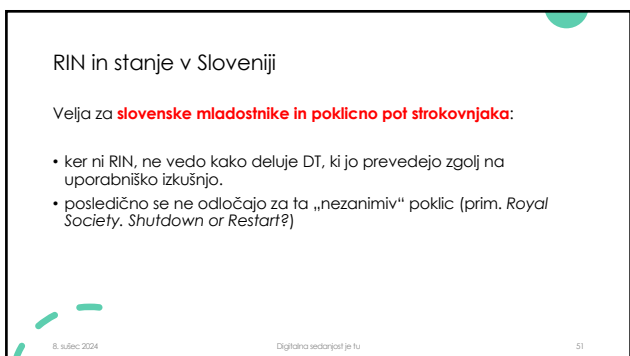 RIN in stanje v Sloveniji
Velja za slovenske mladostnike in poklicno pot strokovnjaka:
• ker ni RIN, ne vedo kako deluje DT, ki jo prevedejo zgolj na
uporabniško izkušnjo.
• posledično se ne odločajo za ta „nezanimiv“ poklic (prim. Royal
Society. Shutdown or Restart?)
8. sušec 2024
Digitalna sedanjost je tu
51